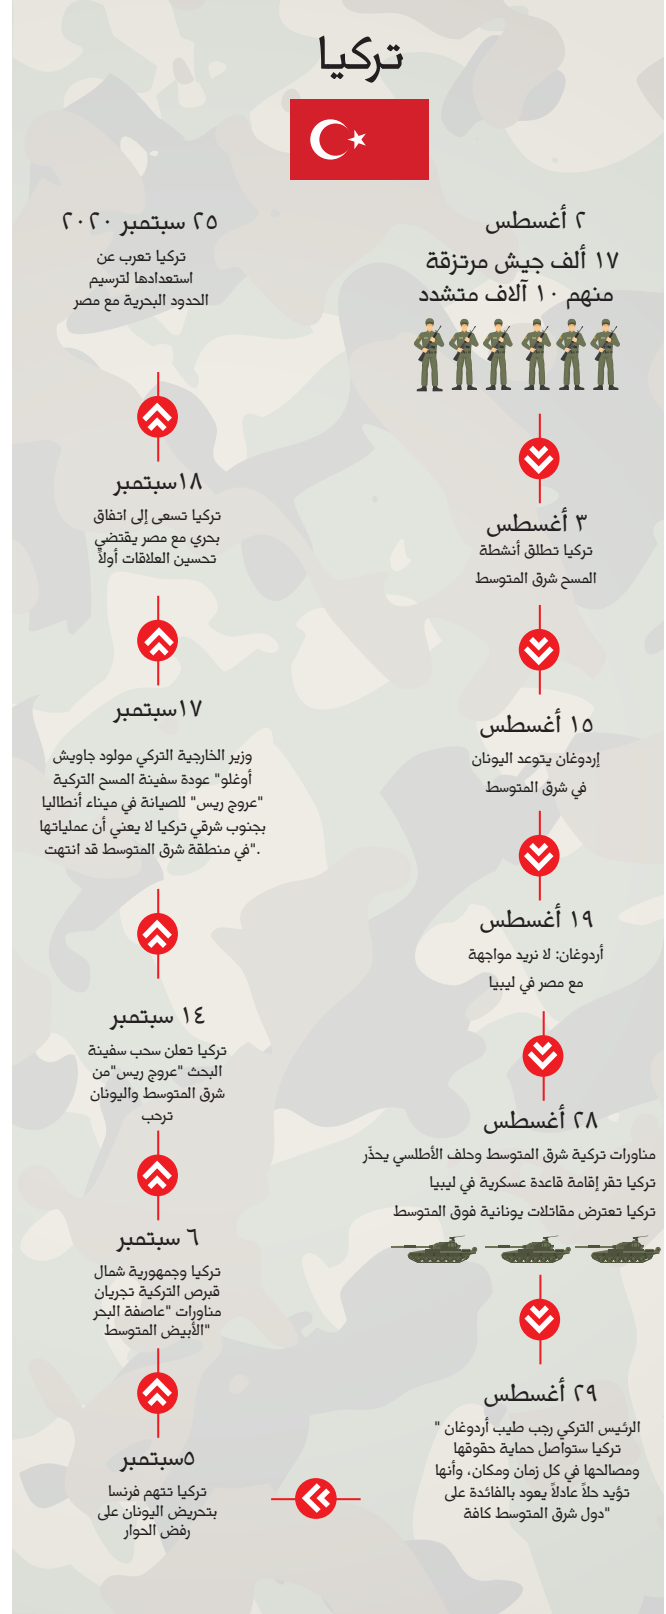 تركيا
٢ أغسطس
١٧ ألف جيش مرتزقة
منهم ١٠ آلاف متشدد
٣ أغسطس
تركيا تطلق أنشطة
المسح شرق المتوسط
١٥ أغسطس
إردوغان يتوعد اليونان
في شرق المتوسط
١٩ أغسطس
أردوغان: لا نريد مواجهة
مع مصر في ليبيا
٢٨ أغسطس
مناورات تركية شرق المتوسط وحلف الأطلسي يحذّر
تركيا تقر إقامة قاعدة عسكرية في ليبيا
تركيا تعترض مقاتلات يونانية فوق المتوسط
٢٩ أغسطس
الرئيس التركي رجب طيب أردوغان "
تركيا ستواصل حماية حقوقها
ومصالحها في كل زمان ومكان، وأنها
تؤيد حلاً عادلاً يعود بالفائدة على
"دول شرق المتوسط كافة
٥سبتمبر
تركيا تتهم فرنسا
بتحريض اليونان على
رفض الحوار
٦ سبتمبر
تركيا وجمهورية شمال
قبرص التركية تجريان
مناورات "عاصفة البحر
"الأبيض المتوسط
١٤ سبتمبر
تركيا تعلن سحب سفينة
البحث "عروج ريس"من
شرق المتوسط واليونان
ترحب
١٧سبتمبر
وزير الخارجية التركي مولود جاويش
أوغلو" عودة سفينة المسح التركية
"عروج ريس" للصيانة في ميناء أنطاليا
بجنوب شرقي تركيا لا يعني أن عملياتها
."في منطقة شرق المتوسط قد انتهت
١٨سبتمبر
تركيا تسعى إلى اتفاق
بحري مع مصر يقتضي
تحسين العلاقات أولاً
٢٥ سبتمبر ٢٠٢٠
تركيا تعرب عن
استعدادها لترسيم
الحدود البحرية مع مصر